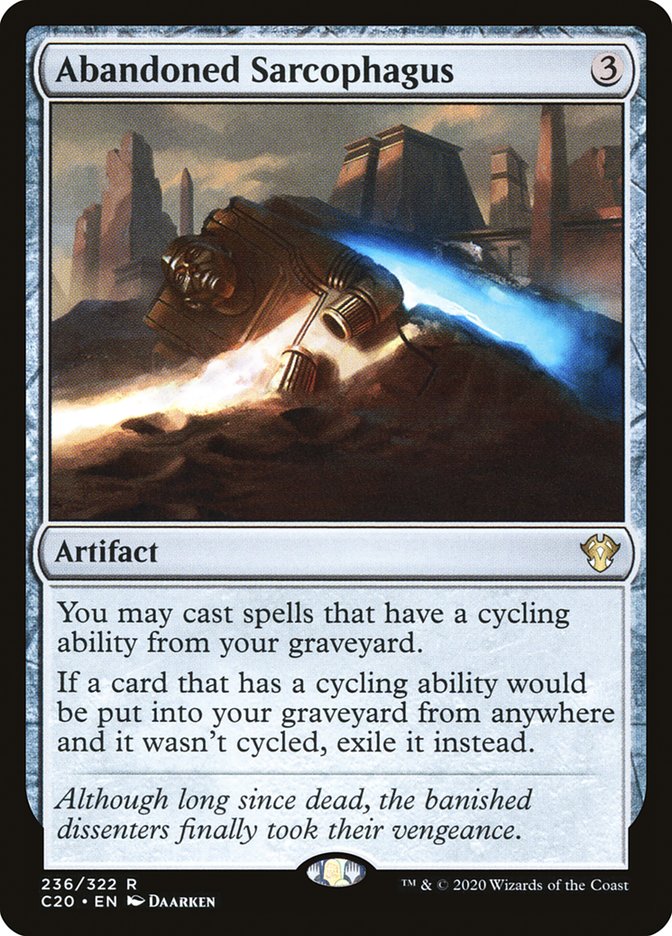 Abandoned Sarcophagus 3
Artifact
You may cast spells that have a cycling
ability from your graveyard.
If a card that has a cycling ability would
be put into your graveyard from anywhere
and it wasn't cycled, exile it instead.
Although long since dead, the banished
dissenters finally took their vengeance.
236/322 R
C20 • EN DAARKEN
™ & © 2020 Wizards of the Coast